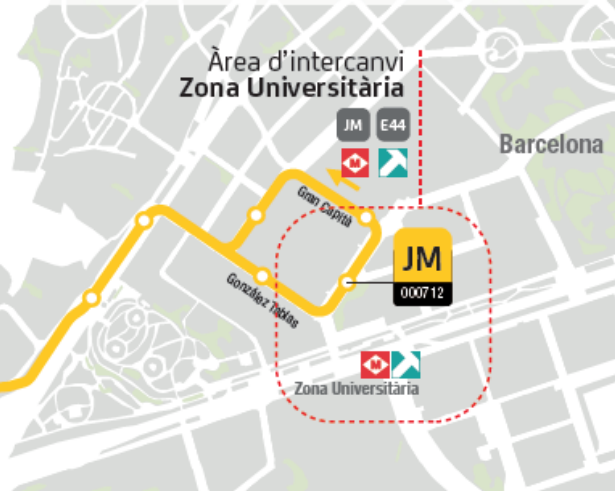 Àrea d'intercanvi
Zona Universitària
JM E44
M
Barcelona
Gran Capità
JM
000712
González Tablas
M
Zona Universitària